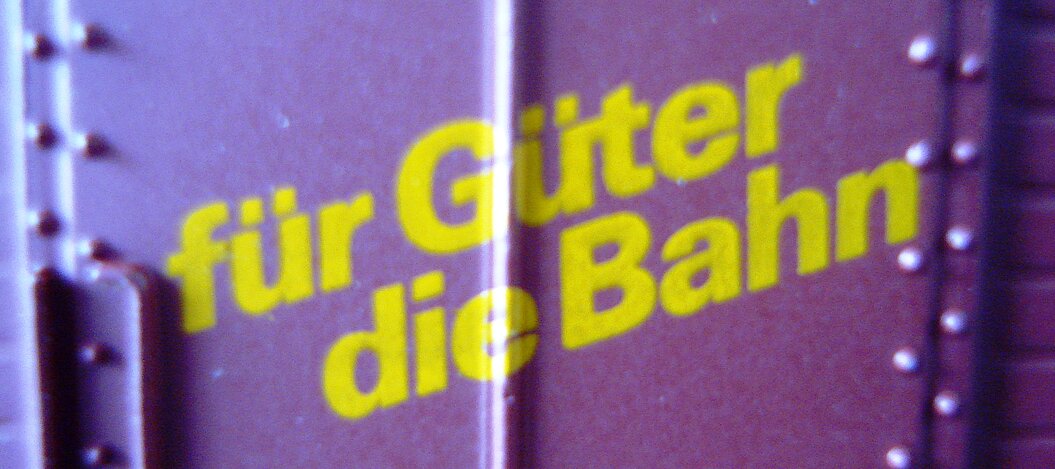 für Güter
die Bahn